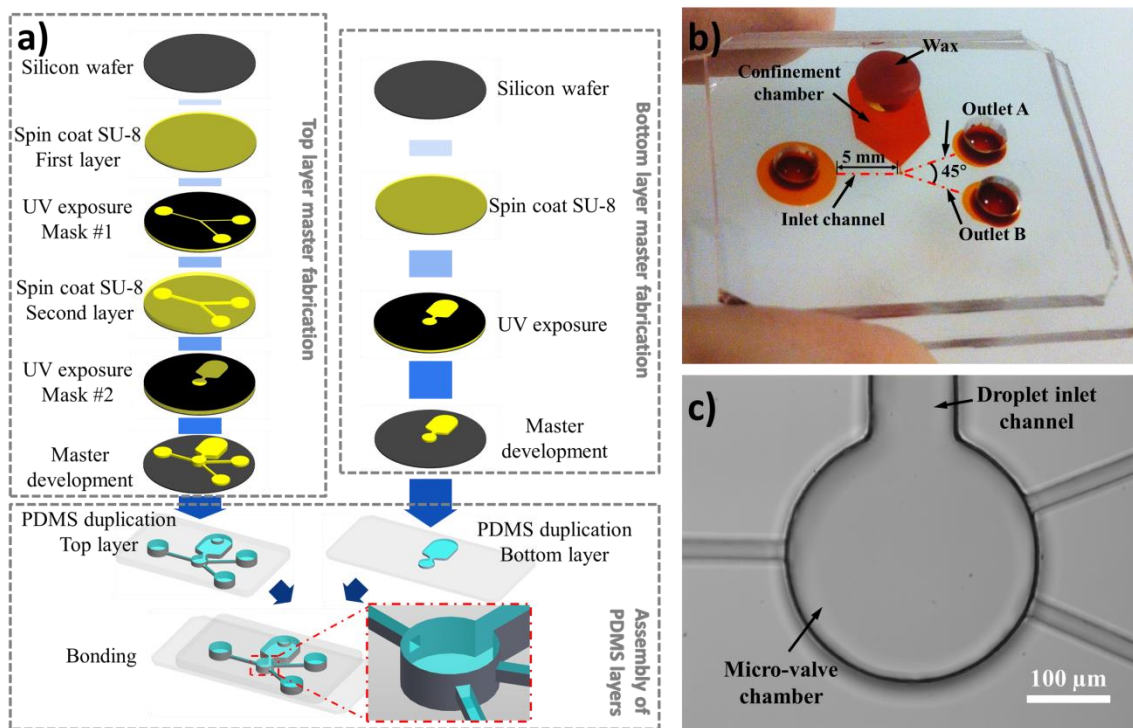 a)
Silicon wafer
Spin coat SU-8
First layer
UV exposure
Mask #1
Spin coat SU-8
Second layer
UV exposure
Mask #2
Master
development
Top layer master fabrication
Silicon wafer
Spin coat SU-8
UV exposure
Master
development
Bottom layer master fabrication
PDMS duplication
Top layer
PDMS duplication
Bottom layer
Bonding
Assembly of
PDMS layers
b)
Wax
Confinement
chamber
Outlet A
5 mm
45°
Inlet channel
Outlet B
c)
Droplet inlet
channel
Micro-valve
chamber
100 μm